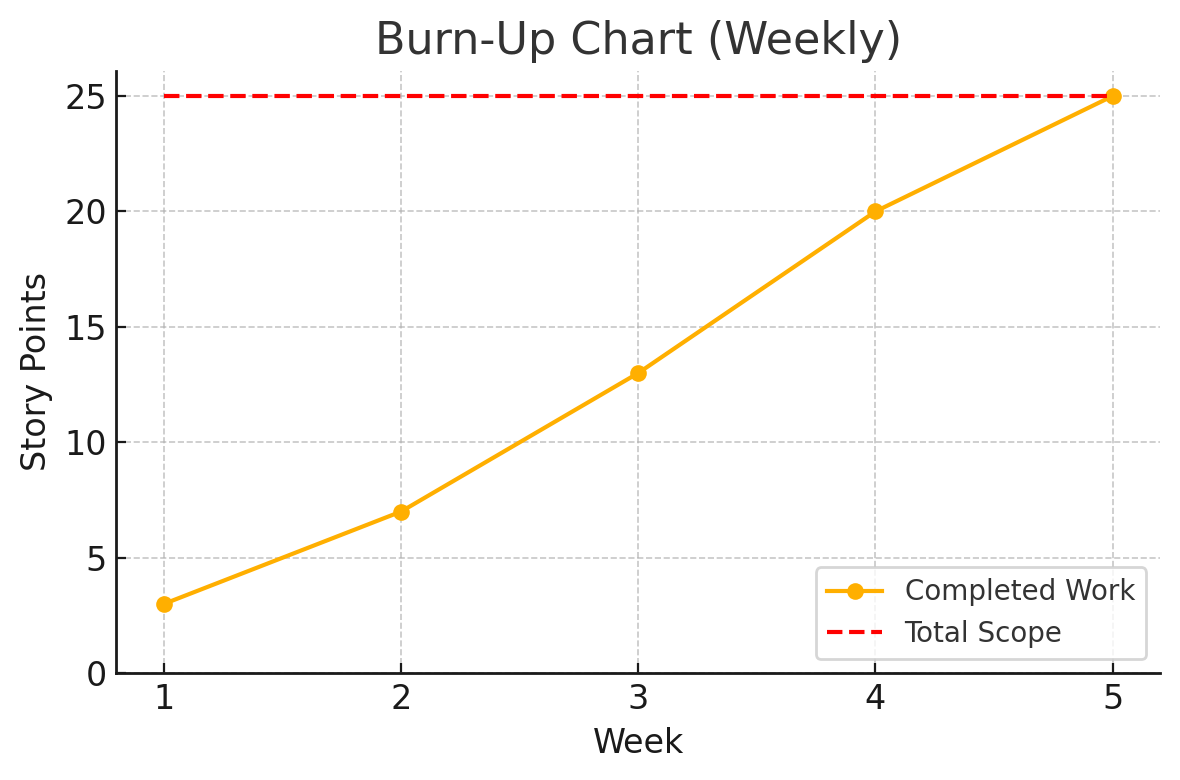 Burn-Up Chart (Weekly)
Story Points
25
20
15
10
5
0
1 2 3 4 5
Week
Completed Work
Total Scope